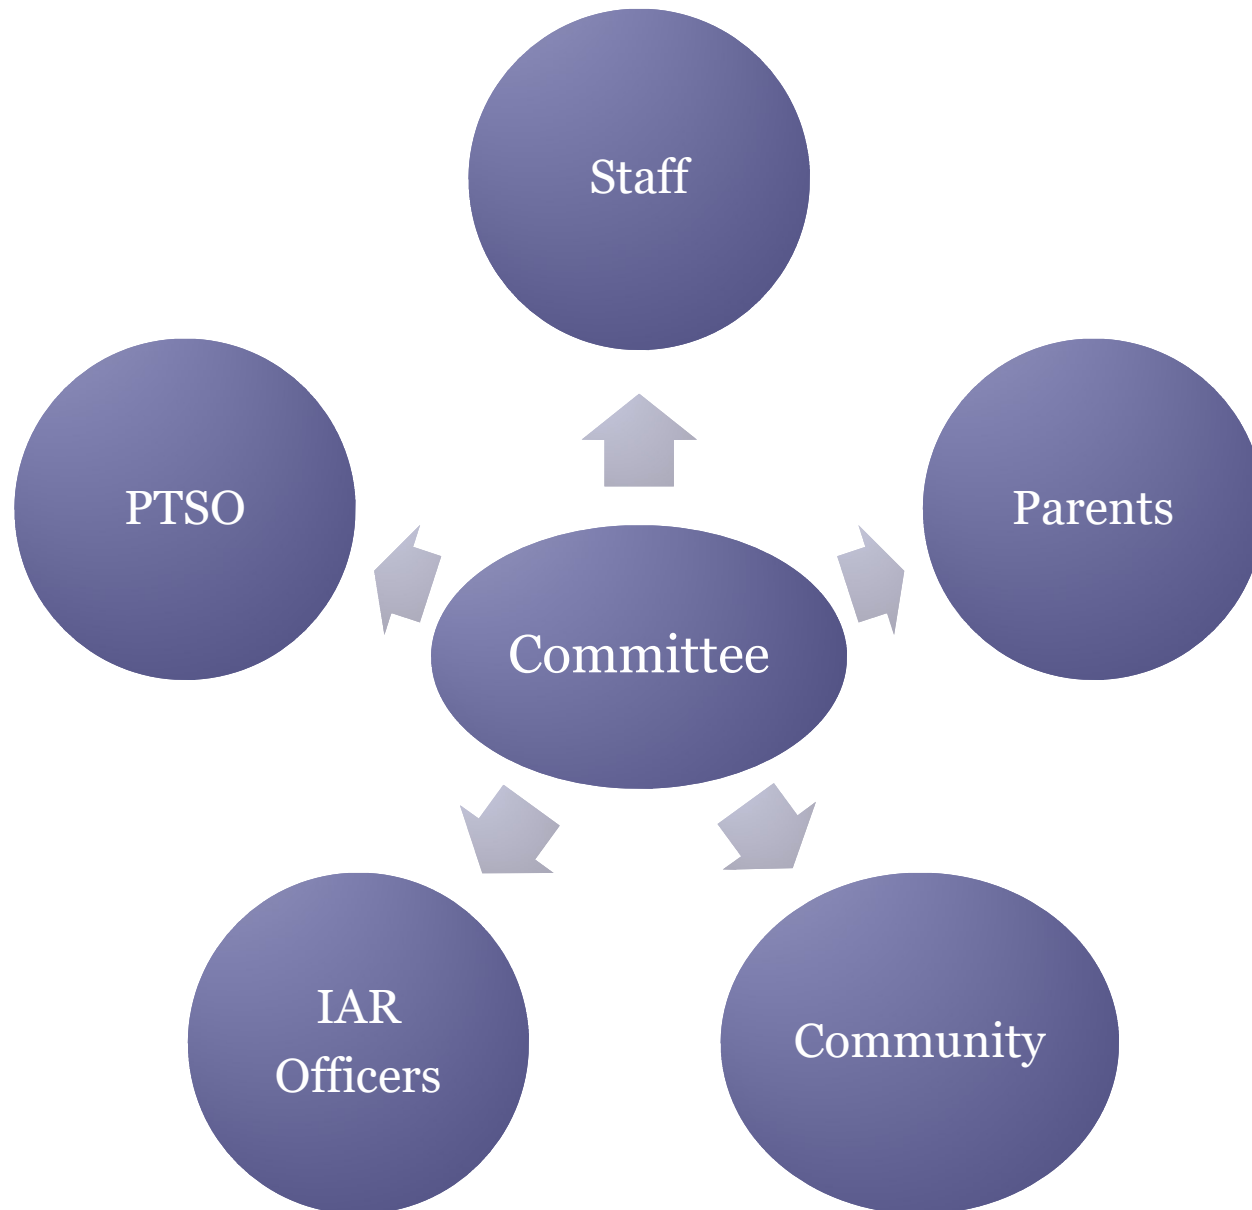 Staff
PTSO
Parents
Committee
IAR
Officers
Community